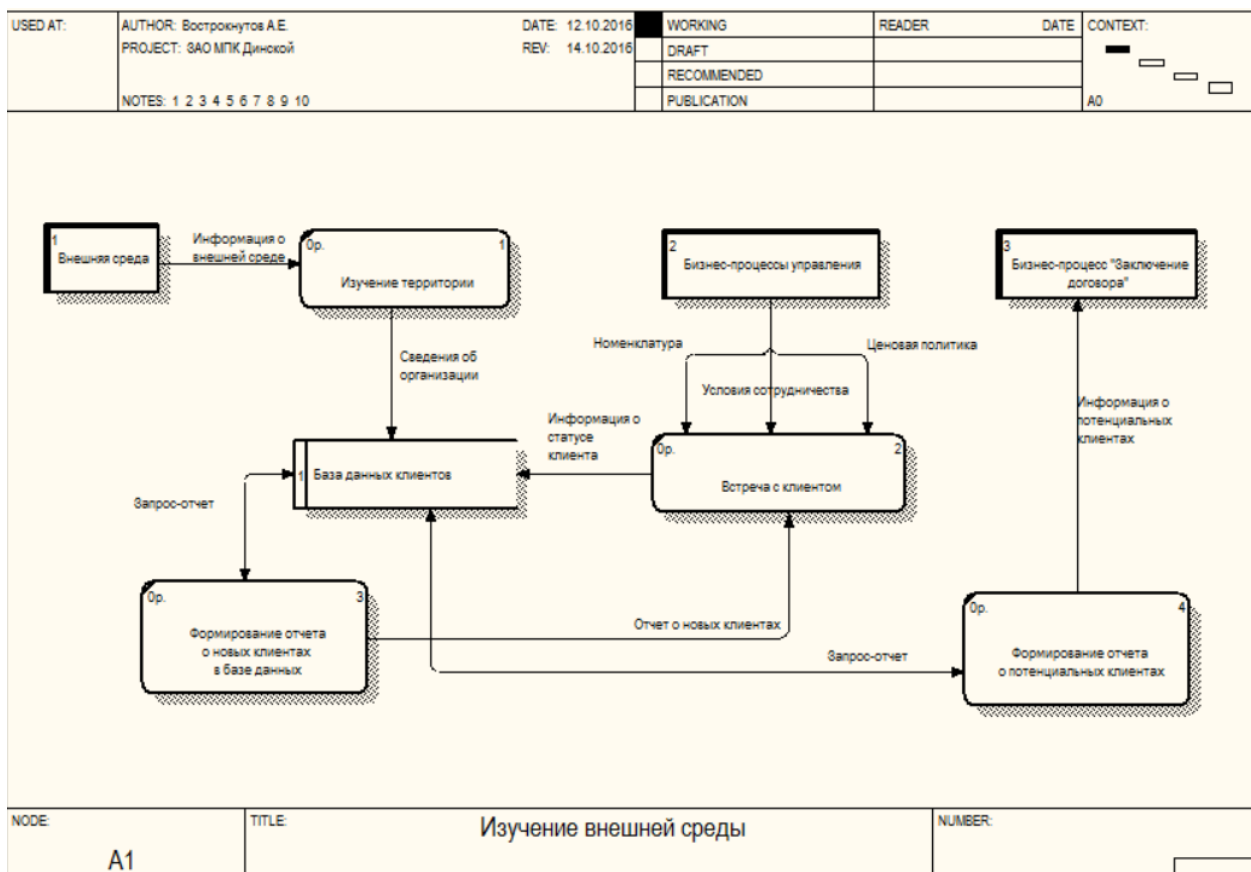 USED AT:
AUTHOR: Вострокнутов А.Е.
DATE: 12.10.2016
WORKING
READER
DATE
CONTEXT:
PROJECT: ЗАО МПК Динской
REV: 14.10.2016
DRAFT
RECOMMENDED
NOTES: 1 2 3 4 5 6 7 8 9 10
PUBLICATION
A0
1
Внешняя среда
Информация о
внешней среде
0р.
1
Изучение территории
2
Бизнес-процессы управления
3
Бизнес-процесс "Заключение
договора"
Сведения об
организации
Номенклатура
Ценовая политика
Условия сотрудничества
Информация о
потенциальных
клиентах
Информация о
статусе
клиента
1
База данных клиентов
0р.
2
Встреча с клиентом
Запрос-отчет
0р.
3
Формирование отчета
о новых клиентах
в базе данных
Отчет о новых клиентах
Запрос-отчет
0р.
4
Формирование отчета
о потенциальных клиентах
NODE:
A1
TITLE:
Изучение внешней среды
NUMBER: